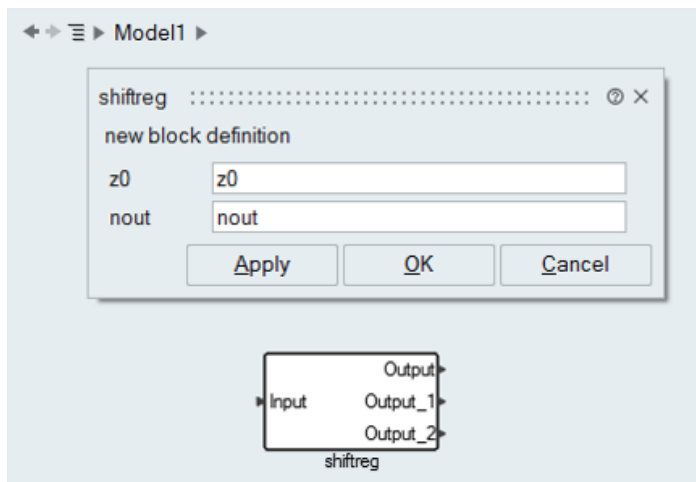 Model1
shiftreg
new block definition
z0 z0
nout nout
Apply OK Cancel
Output
Input Output_1
Output_2
shiftreg